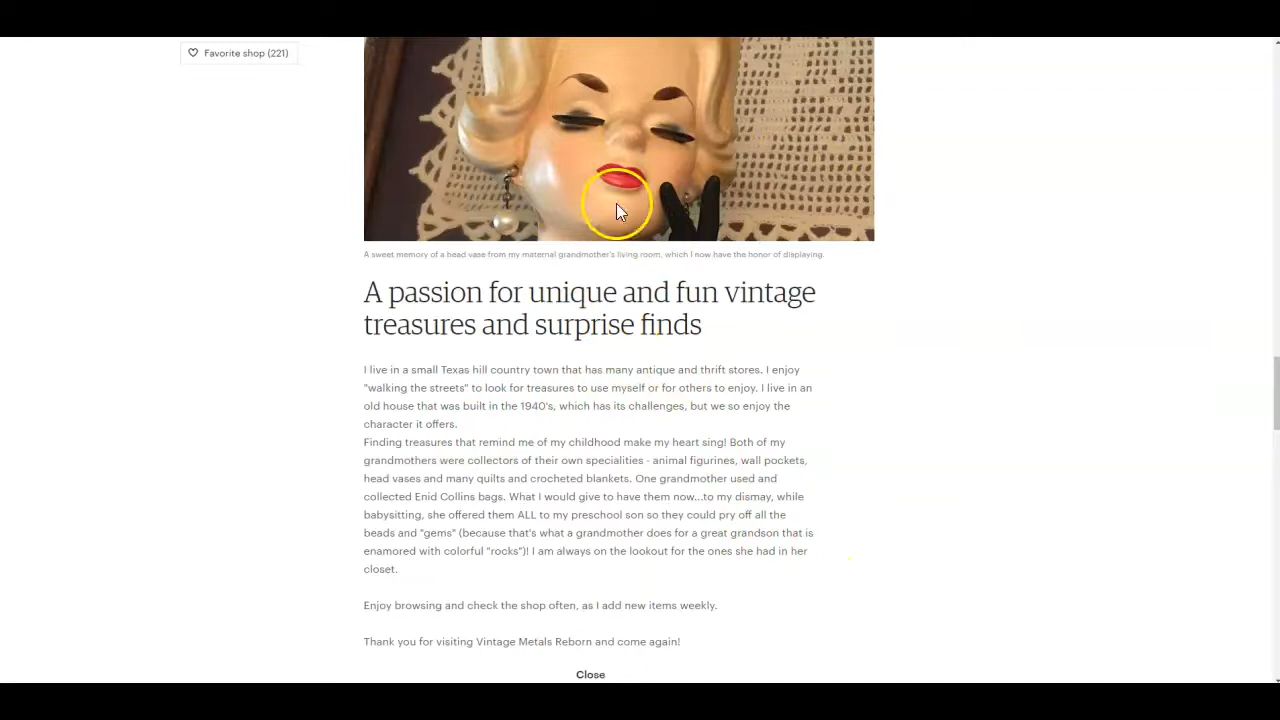 Favorite shop (221)
A sweet memory of a head vase from my maternal grandmother's living room, which I now have the honor of displaying.
A passion for unique and fun vintage
treasures and surprise finds
I live in a small Texas hill country town that has many antique and thrift stores. I enjoy
"walking the streets" to look for treasures to use myself or for others to enjoy. I live in an
old house that was built in the 1940's, which has its challenges, but we so enjoy the
character it offers.
Finding treasures that remind me of my childhood make my heart sing! Both of my
grandmothers were collectors of their own specialities - animal figurines, wall pockets,
head vases and many quilts and crocheted blankets. One grandmother used and
collected Enid Collins bags. What I would give to have them now...to my dismay, while
babysitting, she offered them ALL to my preschool son so they could pry off all the
beads and "gems" (because that's what a grandmother does for a great grandson that is
enamored with colorful "rocks")! I am always on the lookout for the ones she had in her
closet.
Enjoy browsing and check the shop often, as I add new items weekly.
Thank you for visiting Vintage Metals Reborn and come again!
Close